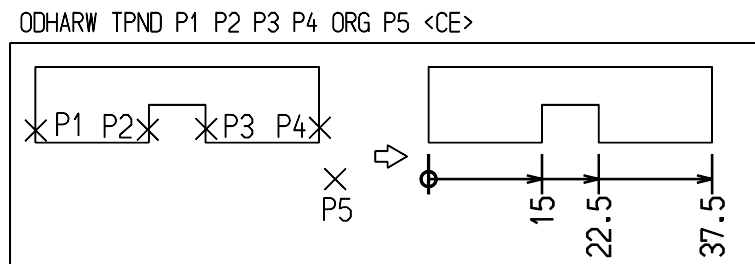 ODHARW TPND P1 P2 P3 P4 ORG P5 <CE>
P1 P2 P3 P4
P5
15
22.5
37.5